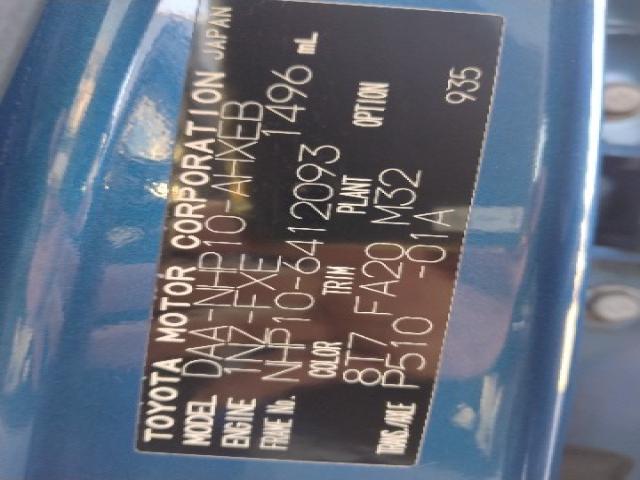 TOYOTA MOTOR CORPORATION JAPAN
MODEL DAA-NHP10-AHXEB
ENGINE 1NZ-FXE 1496 mL
FRAME No. NHP10-6412093
COLOR TRIM PLANT OPTION
8T7 FA20 M32
TRANS./AXLE P510 -01A 935